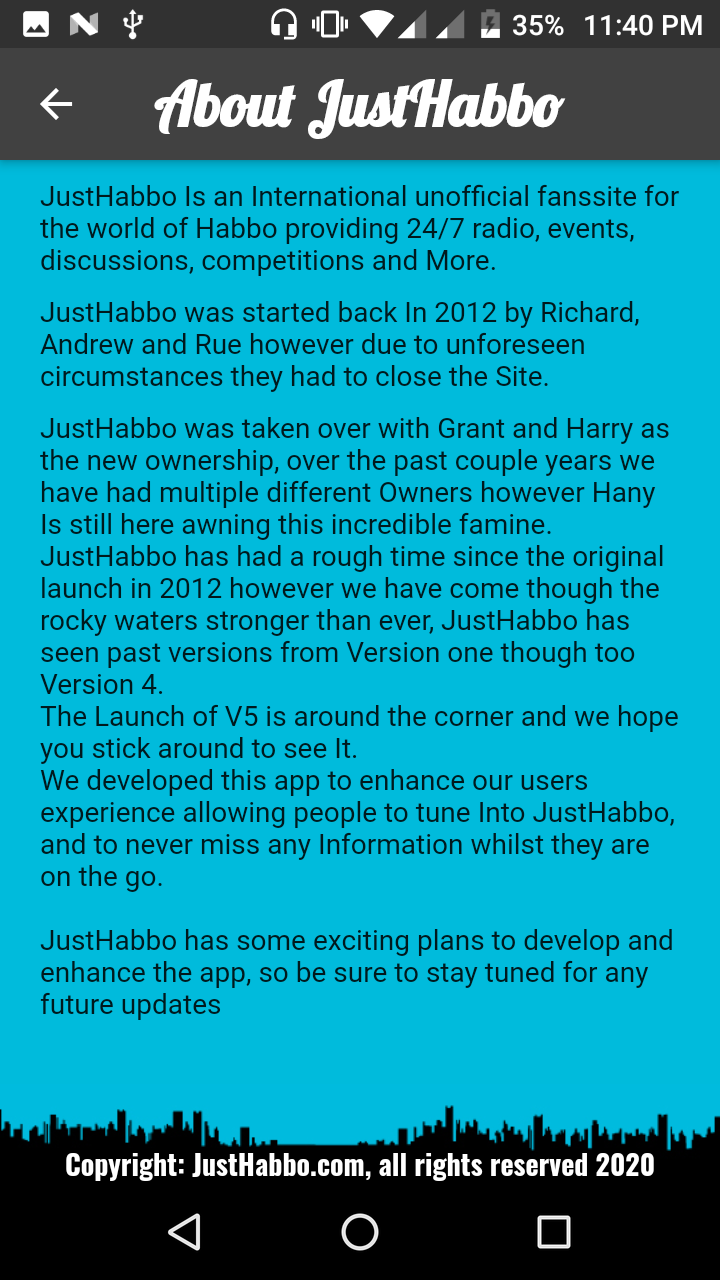 35% 11:40 PM
About JustHabbo
JustHabbo Is an International unofficial fanssite for
the world of Habbo providing 24/7 radio, events,
discussions, competitions and More.
JustHabbo was started back In 2012 by Richard,
Andrew and Rue however due to unforeseen
circumstances they had to close the Site.
JustHabbo was taken over with Grant and Harry as
the new ownership, over the past couple years we
have had multiple different Owners however Hany
Is still here awning this incredible famine.
JustHabbo has had a rough time since the original
launch in 2012 however we have come though the
rocky waters stronger than ever, JustHabbo has
seen past versions from Version one though too
Version 4.
The Launch of V5 is around the corner and we hope
you stick around to see It.
We developed this app to enhance our users
experience allowing people to tune Into JustHabbo,
and to never miss any Information whilst they are
on the go.
JustHabbo has some exciting plans to develop and
enhance the app, so be sure to stay tuned for any
future updates
Copyright: JustHabbo.com, all rights reserved 2020